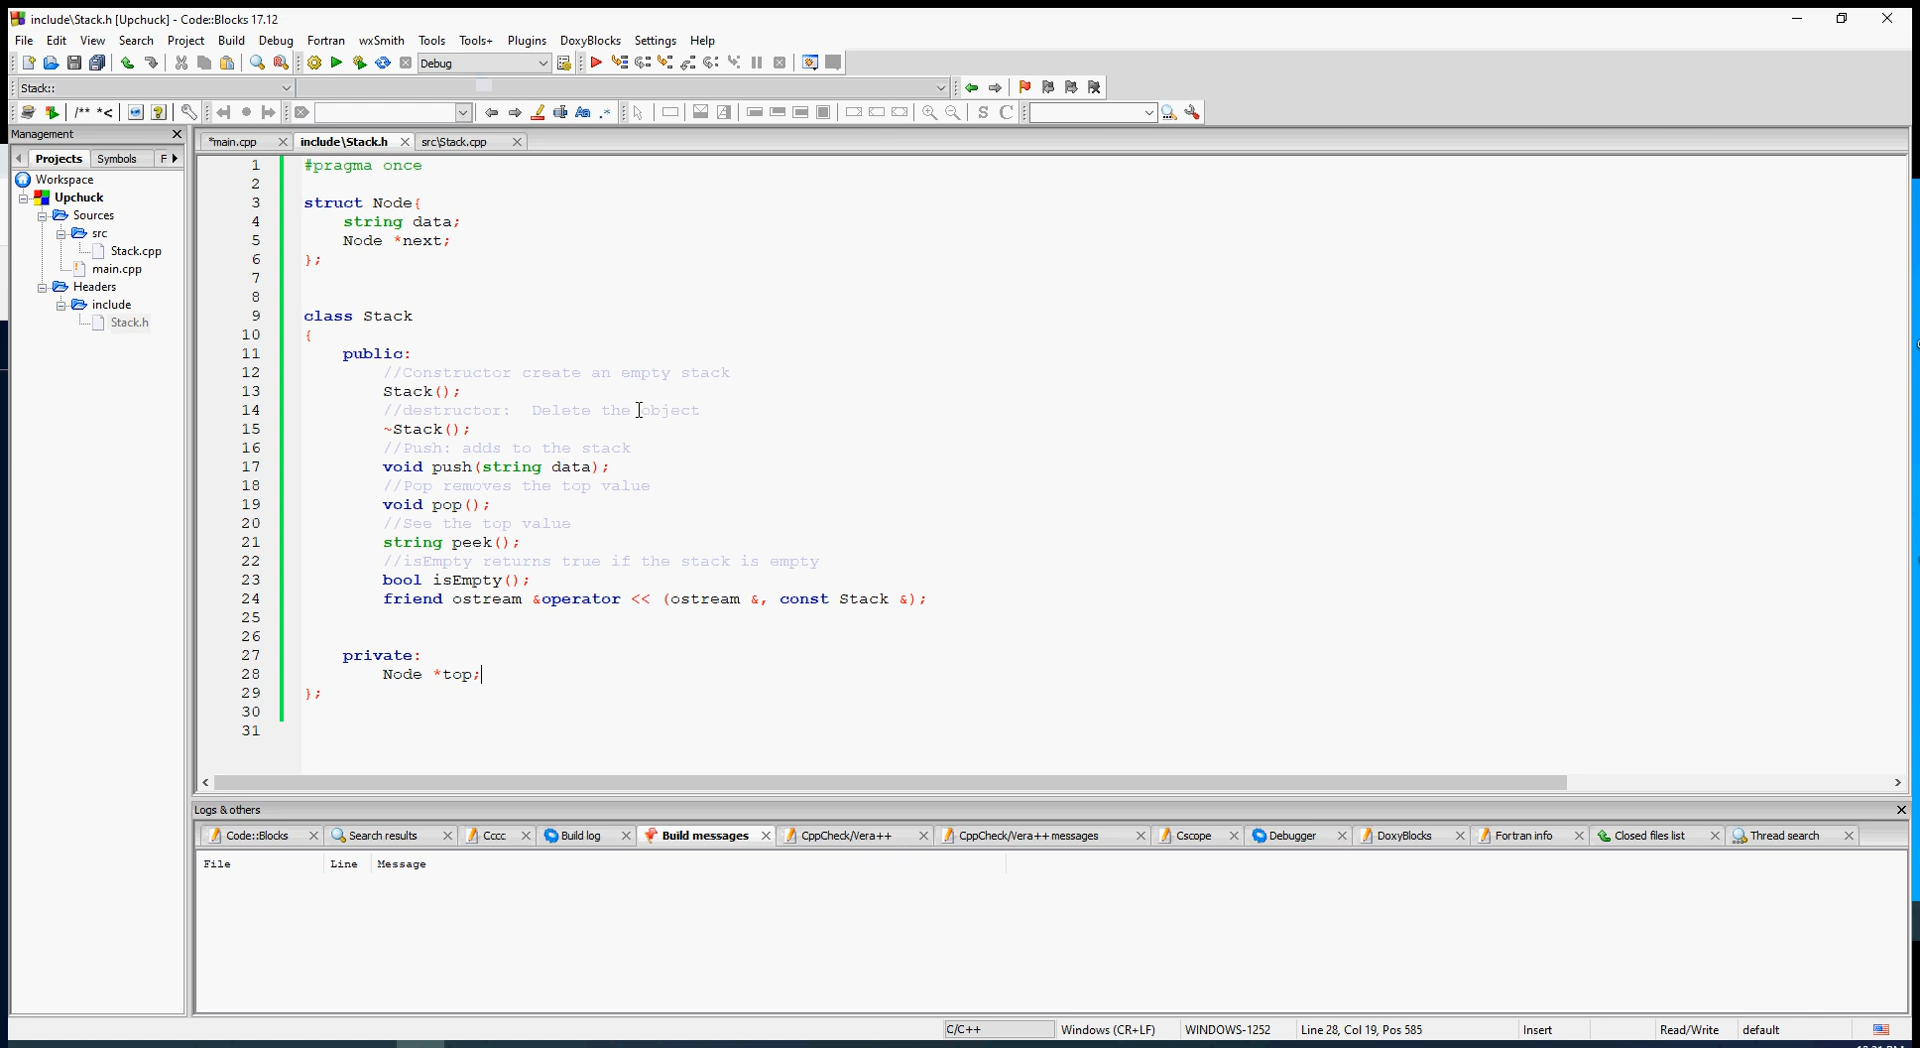 include\Stack.h [Upchuck] - Code::Blocks 17.12
File Edit View Search Project Build Debug Fortran wxSmith Tools Tools+ Plugins DoxyBlocks Settings Help
Debug
Stack::
/** *<
Aa .*
S C
Management
Projects Symbols F
Workspace
Upchuck
Sources
src
Stack.cpp
main.cpp
Headers
include
Stack.h
*main.cpp include\Stack.h src\Stack.cpp
1 #pragma once
2
3 struct Node{
4 string data;
5 Node *next;
6 };
7
8
9 class Stack
10 {
11 public:
12 //Constructor create an empty stack
13 Stack();
14 //destructor:  Delete the object
15 ~Stack();
16 //Push: adds to the stack
17 void push(string data);
18 //Pop removes the top value
19 void pop();
20 //See the top value
21 string peek();
22 //isEmpty returns true if the stack is empty
23 bool isEmpty();
24 friend ostream &operator << (ostream &, const Stack &);
25
26
27 private:
28 Node *top;
29 };
30
31
Logs & others
Code::Blocks Search results Cccc Build log Build messages CppCheck/Vera++ CppCheck/Vera++ messages Cscope Debugger DoxyBlocks Fortran info Closed files list Thread search
File Line Message
C/C++ Windows (CR+LF) WINDOWS-1252 Line 28, Col 19, Pos 585 Insert Read/Write default